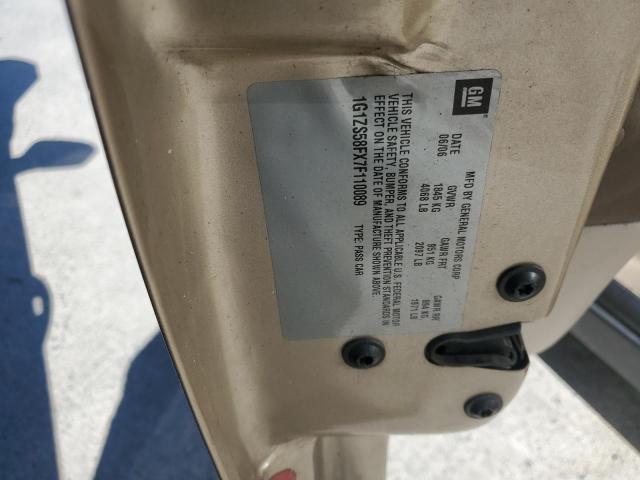 GM
MFD BY GENERAL MOTORS CORP
DATE GVWR GAWR FRT GAWR RR
06/06 1845 KG 951 KG 894 KG
4068 LB 2097 LB 1971 LB
THIS VEHICLE CONFORMS TO ALL APPLICABLE U.S. FEDERAL MOTOR
VEHICLE SAFETY, BUMPER, AND THEFT PREVENTION STANDARDS IN
EFFECT ON THE DATE OF MANUFACTURE SHOWN ABOVE.
1G1ZS58FX7F110089 TYPE: PASS CAR